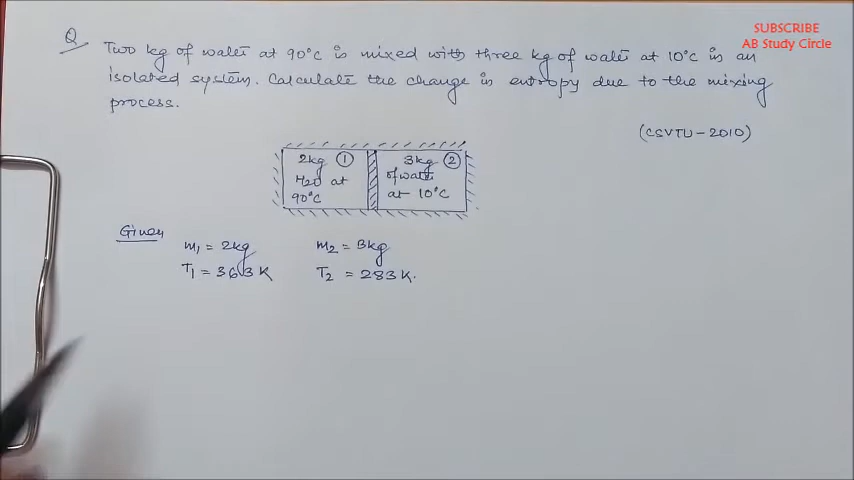 SUBSCRIBE
AB Study Circle
Q
Two kg of water at 90°C is mixed with three kg of water at 10°C in an
isolated system. Calculate the change in entropy due to the mixing
process.
(CSVTU-2010)
2kg ① 3kg ②
H2O at of water
90°C at 10°C
Given
m1 = 2kg m2 = 3kg
T1 = 363K T2 = 283K.